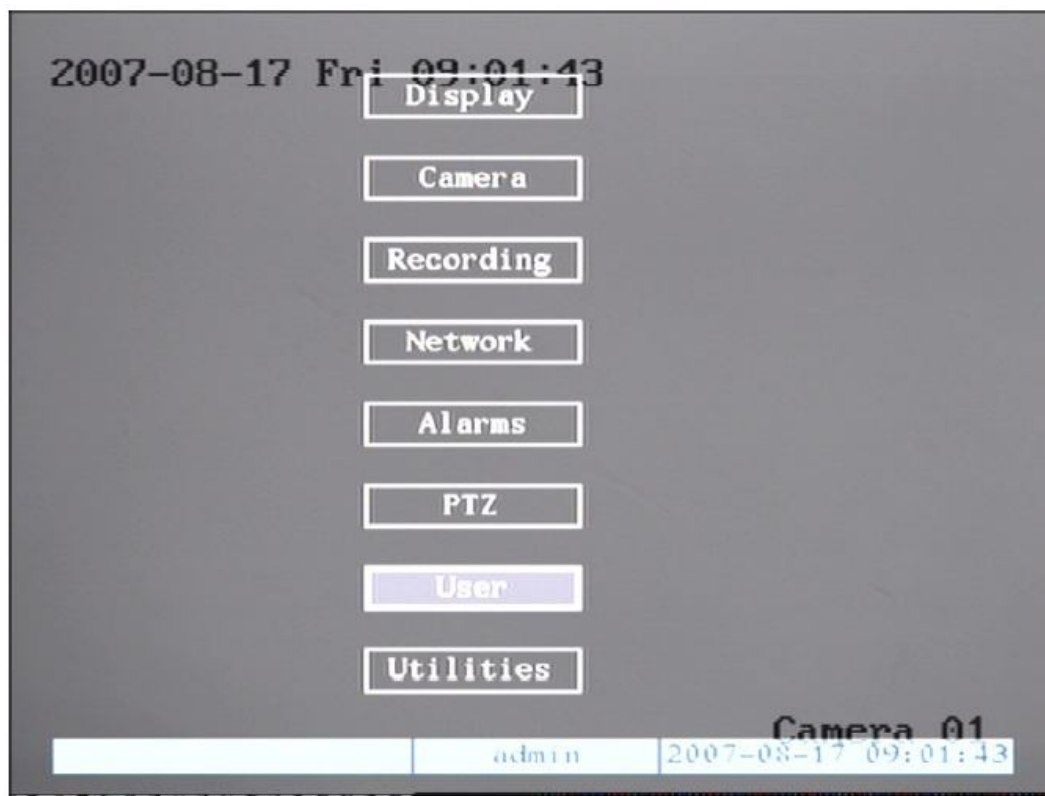 2007-08-17 Fri 09:01:43
Display
Camera
Recording
Network
Alarms
PTZ
User
Utilities
Camera 01
admin 2007-08-17 09:01:43